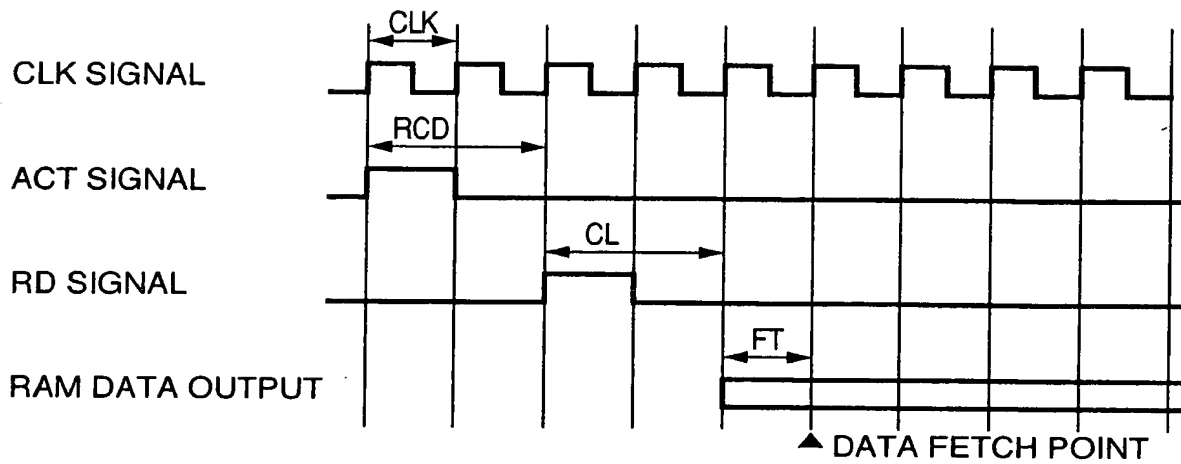 CLK
CLK SIGNAL
RCD
ACT SIGNAL
CL
RD SIGNAL
FT
RAM DATA OUTPUT
▲ DATA FETCH POINT